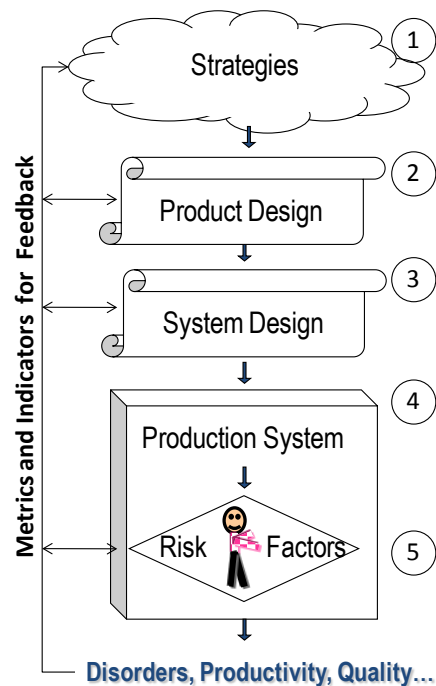 1
Strategies
2
Product Design
3
System Design
4
Production System
Risk Factors
5
Disorders, Productivity, Quality…
Metrics and Indicators for Feedback